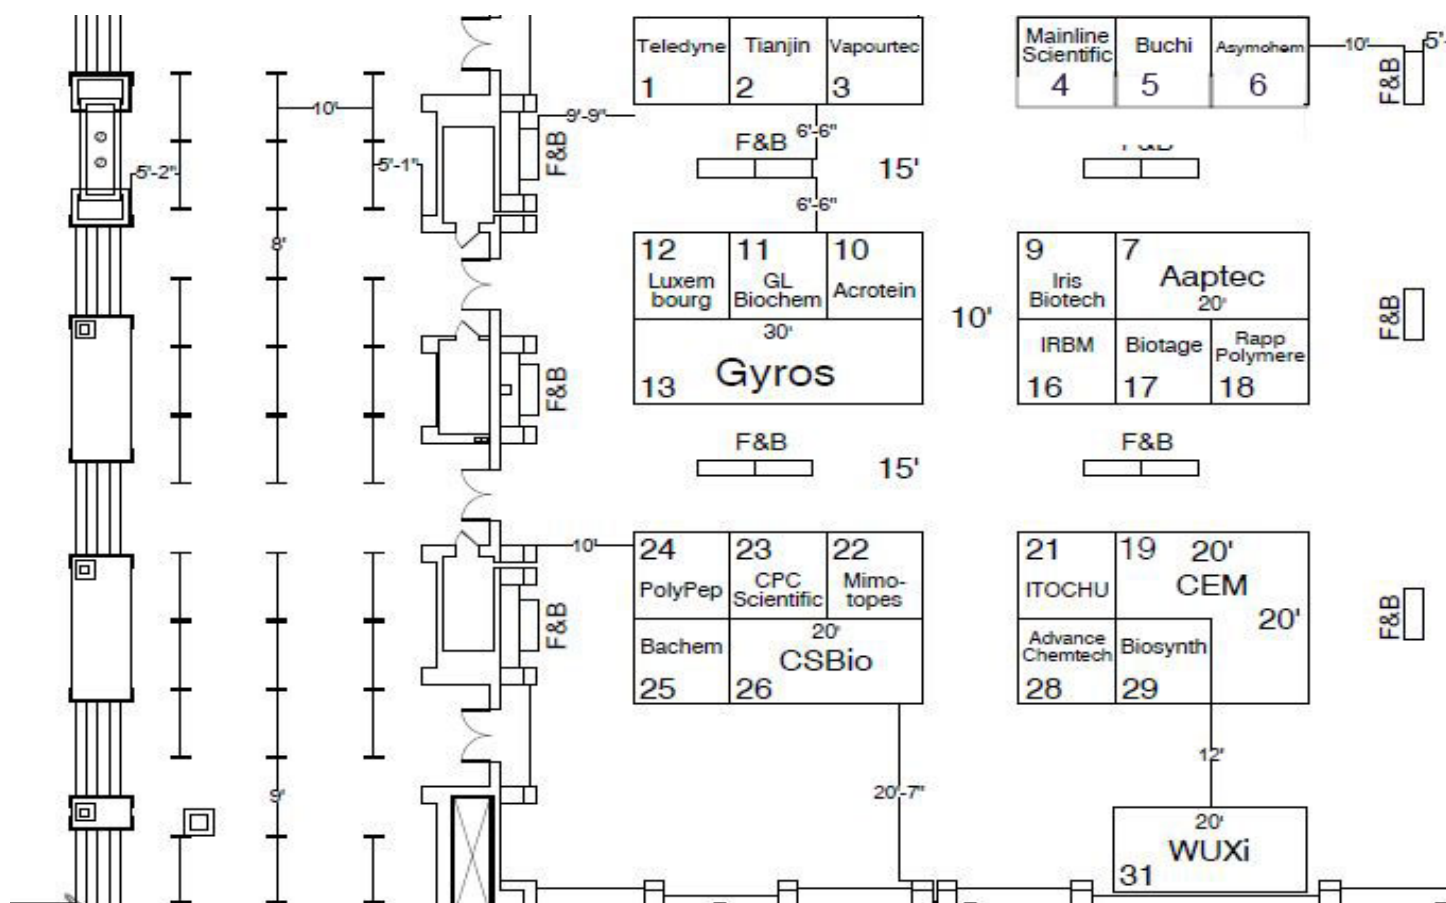 Teledyne
1
Tianjin
2
Vapourtec
3
Mainline
Scientific
4
Buchi
5
Asymchem
6
10'
5'-
F&B
10'
5'-2"
5'-1"
9'-9"
F&B
6'-6"
F&B
15'
6'-6"
8'
12
Luxem
bourg
11
GL
Biochem
10
Acrotein
9
Iris
Biotech
7
Aaptec
20'
F&B
10'
30'
Gyros
13
IRBM
16
Biotage
17
Rapp
Polymere
18
F&B
F&B
15'
F&B
10'
24
PolyPep
23
CPC
Scientific
22
Mimo-
topes
21
ITOCHU
19
20'
CEM
20'
F&B
F&B
Bachem
25
20'
CSBio
26
Advance
Chemtech
28
Biosynth
29
12'
9'
20'-7"
20'
WUXi
31